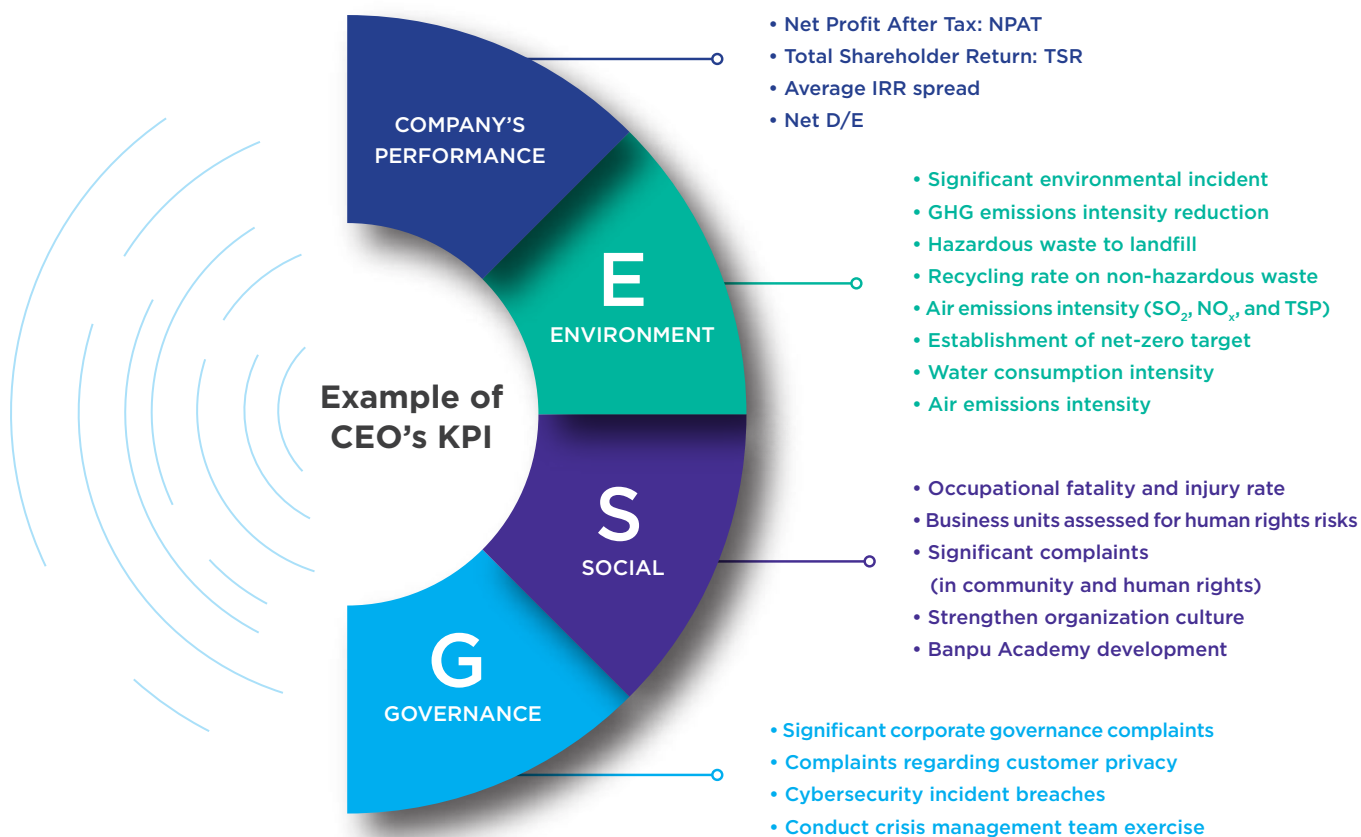 Example of
CEO's KPI
COMPANY'S
PERFORMANCE
• Net Profit After Tax: NPAT
• Total Shareholder Return: TSR
• Average IRR spread
• Net D/E
E
ENVIRONMENT
• Significant environmental incident
• GHG emissions intensity reduction
• Hazardous waste to landfill
• Recycling rate on non-hazardous waste
• Air emissions intensity (SO₂, NOₓ, and TSP)
• Establishment of net-zero target
• Water consumption intensity
• Air emissions intensity
S
SOCIAL
• Occupational fatality and injury rate
• Business units assessed for human rights risks
• Significant complaints
(in community and human rights)
• Strengthen organization culture
• Banpu Academy development
G
GOVERNANCE
• Significant corporate governance complaints
• Complaints regarding customer privacy
• Cybersecurity incident breaches
• Conduct crisis management team exercise